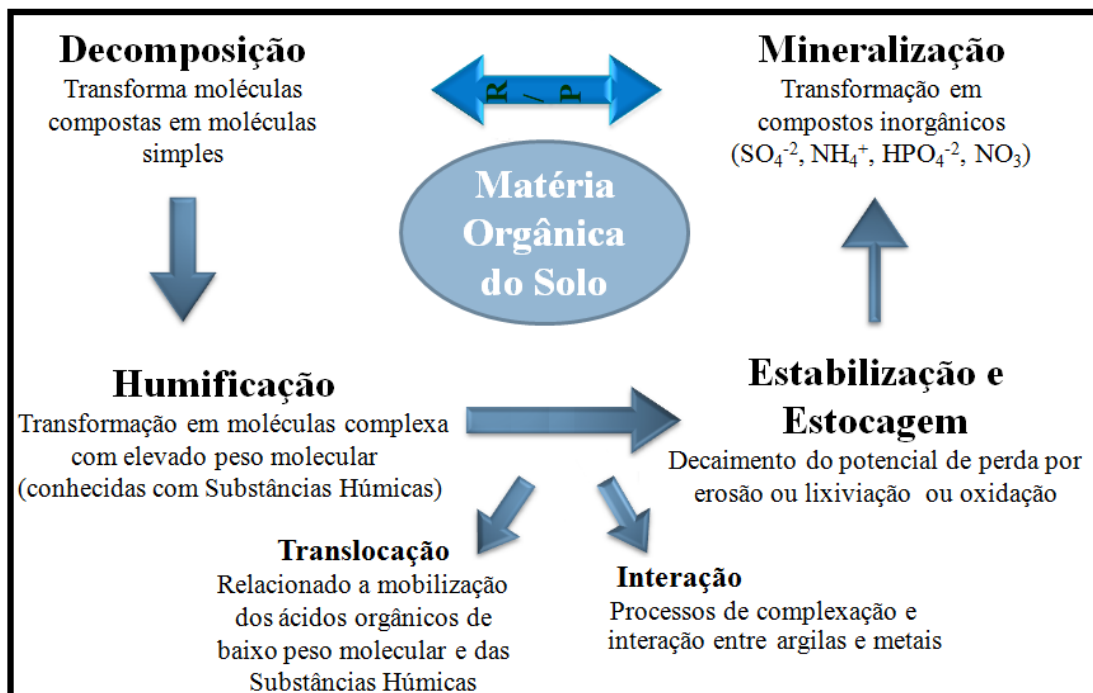 Decomposição
Transforma moléculas
compostas em moléculas
simples
R / P
Mineralização
Transformação em
compostos inorgânicos
(SO₄⁻², NH₄⁺, HPO₄⁻², NO₃)
Matéria
Orgânica
do Solo
Humificação
Transformação em moléculas complexa
com elevado peso molecular
(conhecidas com Substâncias Húmicas)
Estabilização e
Estocagem
Decaimento do potencial de perda por
erosão ou lixiviação ou oxidação
Translocação
Relacionado a mobilização
dos ácidos orgânicos de
baixo peso molecular e das
Substâncias Húmicas
Interação
Processos de complexação e
interação entre argilas e metais